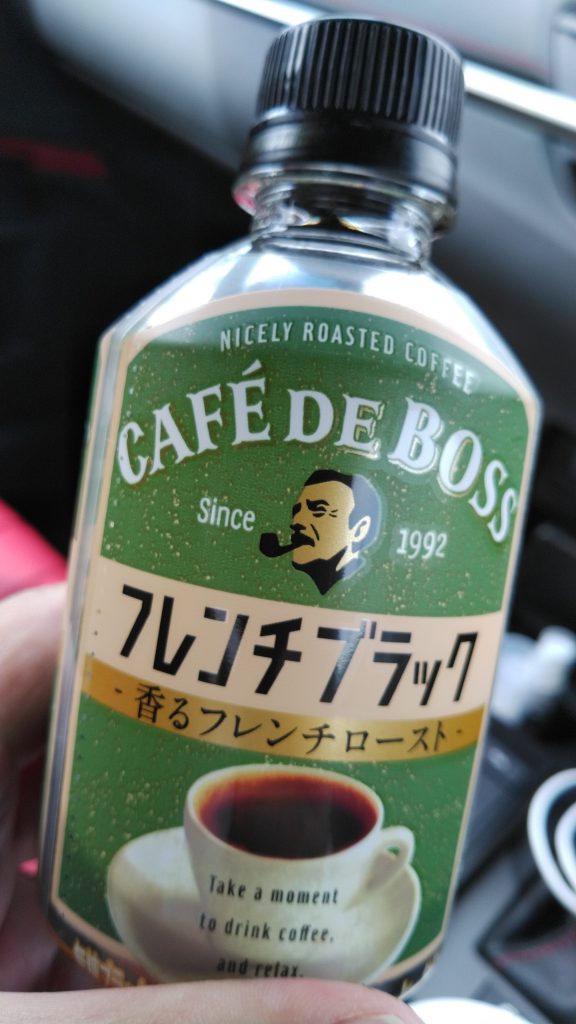 NICELY ROASTED COFFEE
CAFÉ DE BOSS
Since 1992
フレンチブラック
- 香るフレンチロースト -
Take a moment
to drink coffee,
and relax.